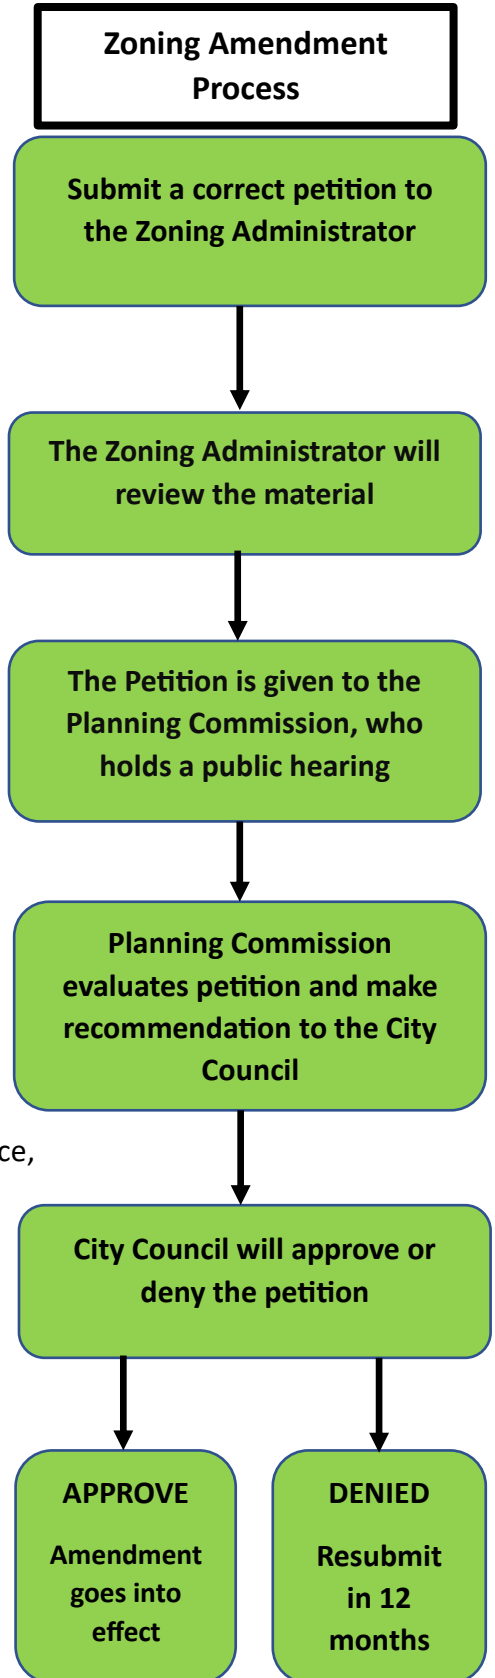 Zoning Amendment
Process
Submit a correct petition to
the Zoning Administrator
The Zoning Administrator will
review the material
The Petition is given to the
Planning Commission, who
holds a public hearing
Planning Commission
evaluates petition and make
recommendation to the City
Council
ce,
City Council will approve or
deny the petition
APPROVE
Amendment
goes into
effect
DENIED
Resubmit
in 12
months